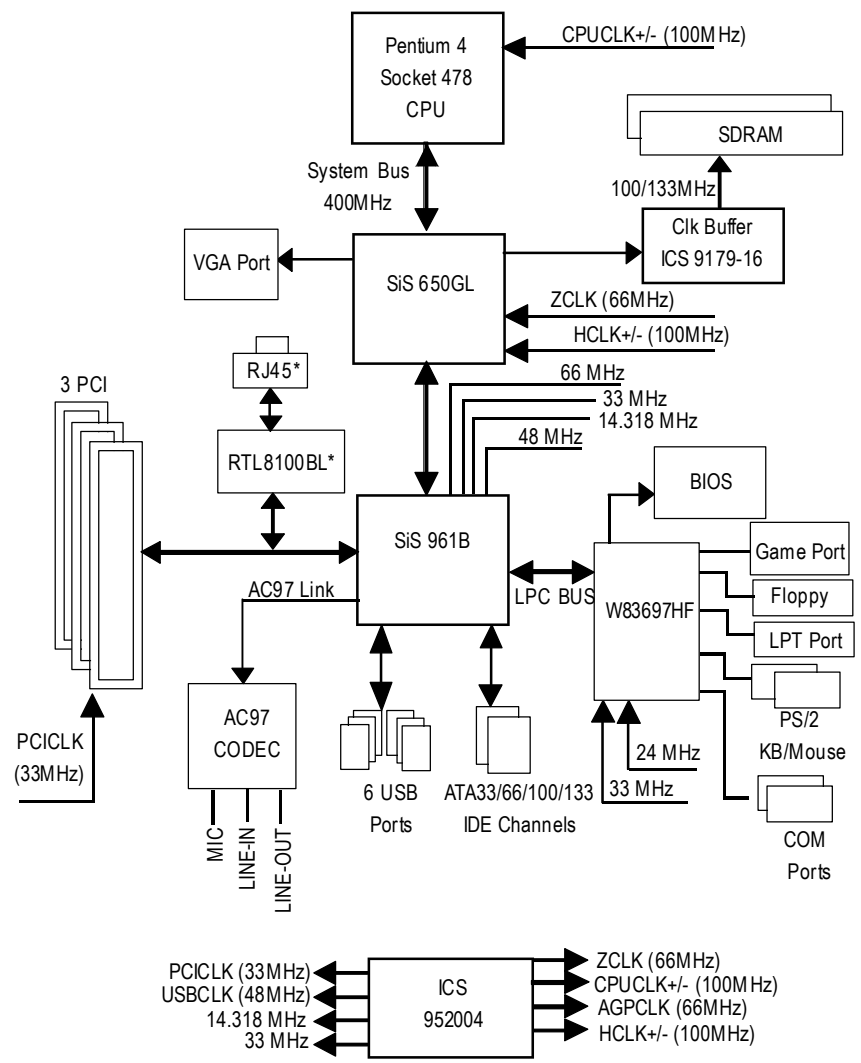 Pentium 4
Socket 478
CPU
CPUCLK+/- (100MHz)
SDRAM
System Bus
400MHz
100/133MHz
Clk Buffer
ICS 9179-16
VGA Port
SiS 650GL
ZCLK (66MHz)
HCLK+/- (100MHz)
RJ45*
66 MHz
3 PCI
33 MHz
14.318 MHz
48 MHz
RTL8100BL*
BIOS
SiS 961B
Game Port
AC97 Link
LPC BUS
W83697HF
Floppy
LPT Port
AC97
CODEC
PS/2
KB/Mouse
PCICLK
(33MHz)
24 MHz
33 MHz
6 USB
Ports
ATA33/66/100/133
IDE Channels
MIC
LINE-IN
LINE-OUT
COM
Ports
PCICLK (33MHz)
USBCLK (48MHz)
14.318 MHz
33 MHz
ICS
952004
ZCLK (66MHz)
CPUCLK+/- (100MHz)
AGPCLK (66MHz)
HCLK+/- (100MHz)